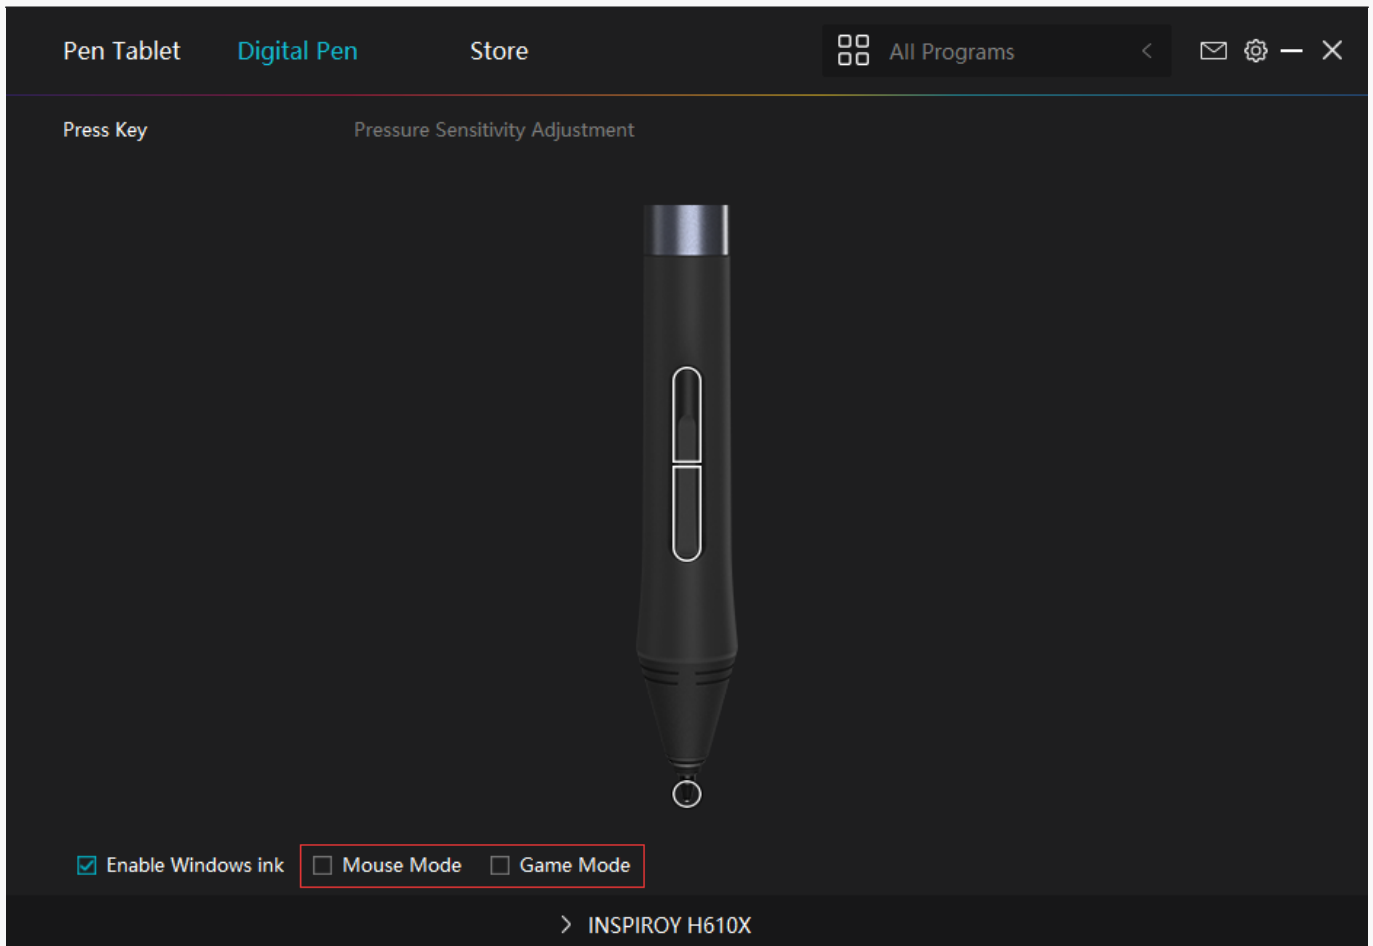 Pen Tablet Digital Pen Store All Programs
Press Key Pressure Sensitivity Adjustment
Enable Windows ink Mouse Mode Game Mode
INSPIROY H610X